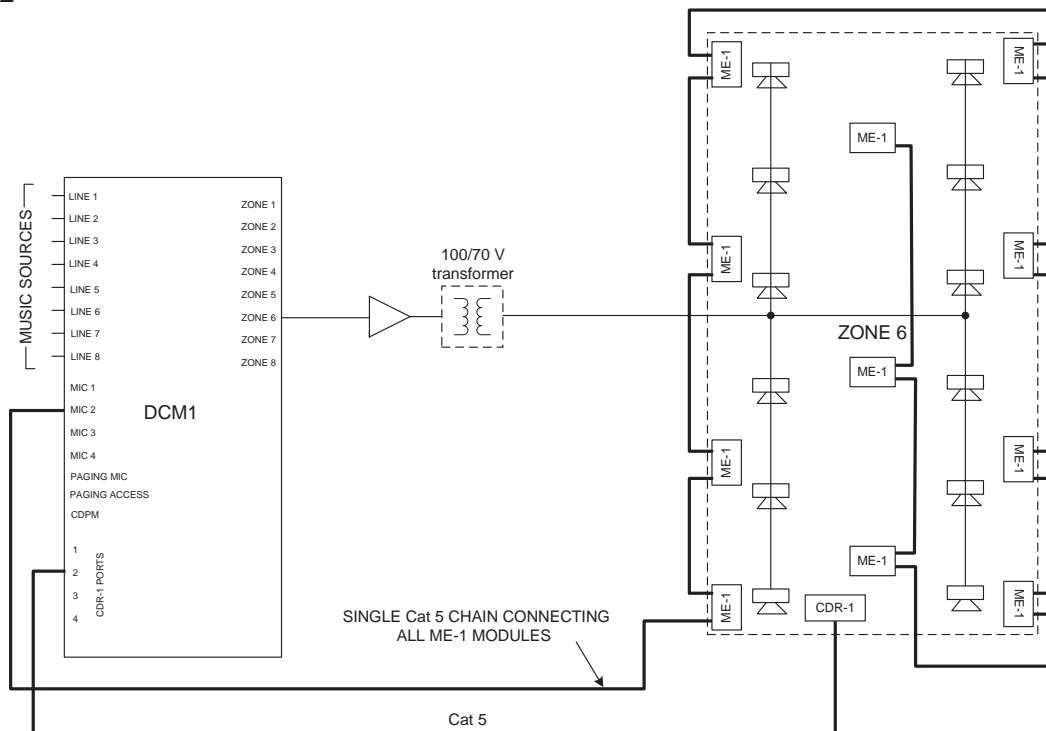 MUSIC SOURCES
LINE 1
LINE 2
LINE 3
LINE 4
LINE 5
LINE 6
LINE 7
LINE 8
MIC 1
MIC 2
MIC 3
MIC 4
PAGING MIC
PAGING ACCESS
CDPM
1
2
3
4
CDR-1 PORTS
DCM1
ZONE 1
ZONE 2
ZONE 3
ZONE 4
ZONE 5
ZONE 6
ZONE 7
ZONE 8
100/70 V
transformer
ME-1
ME-1
ME-1
ME-1
ME-1
ZONE 6
ME-1
ME-1
CDR-1
ME-1
ME-1
ME-1
ME-1
SINGLE Cat 5 CHAIN CONNECTING
ALL ME-1 MODULES
Cat 5